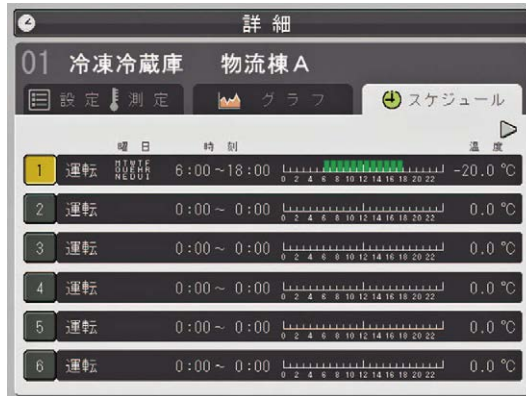 詳細
01 冷凍冷蔵庫 物流棟A
設定 測定 グラフ スケジュール
曜日 時刻 温度
1 運転 MON TUE WED THU FRI 6:00~18:00 0 2 4 6 8 10 12 14 16 18 20 22 -20.0 ℃
2 運転 0:00~ 0:00 0 2 4 6 8 10 12 14 16 18 20 22 0.0 ℃
3 運転 0:00~ 0:00 0 2 4 6 8 10 12 14 16 18 20 22 0.0 ℃
4 運転 0:00~ 0:00 0 2 4 6 8 10 12 14 16 18 20 22 0.0 ℃
5 運転 0:00~ 0:00 0 2 4 6 8 10 12 14 16 18 20 22 0.0 ℃
6 運転 0:00~ 0:00 0 2 4 6 8 10 12 14 16 18 20 22 0.0 ℃